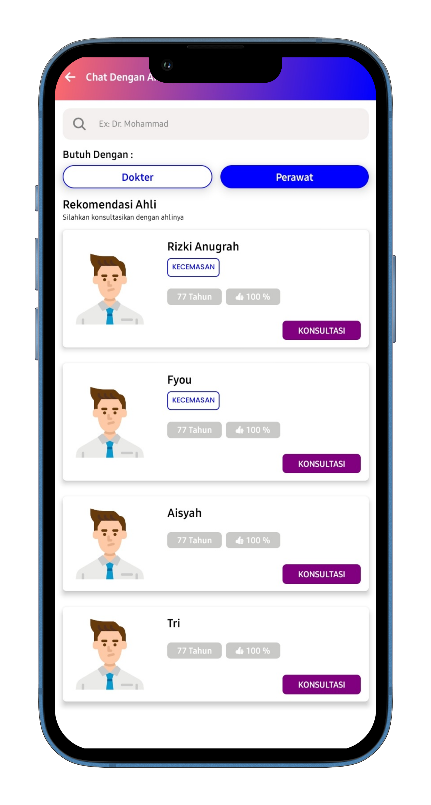 Chat Dengan A
Ex: Dr. Mohammad
Butuh Dengan :
Dokter
Perawat
Rekomendasi Ahli
Silahkan konsultasikan dengan ahlinya
Rizki Anugrah
KECEMASAN
77 Tahun
100 %
KONSULTASI
Fyou
KECEMASAN
77 Tahun
100 %
KONSULTASI
Aisyah
77 Tahun
100 %
KONSULTASI
Tri
77 Tahun
100 %
KONSULTASI